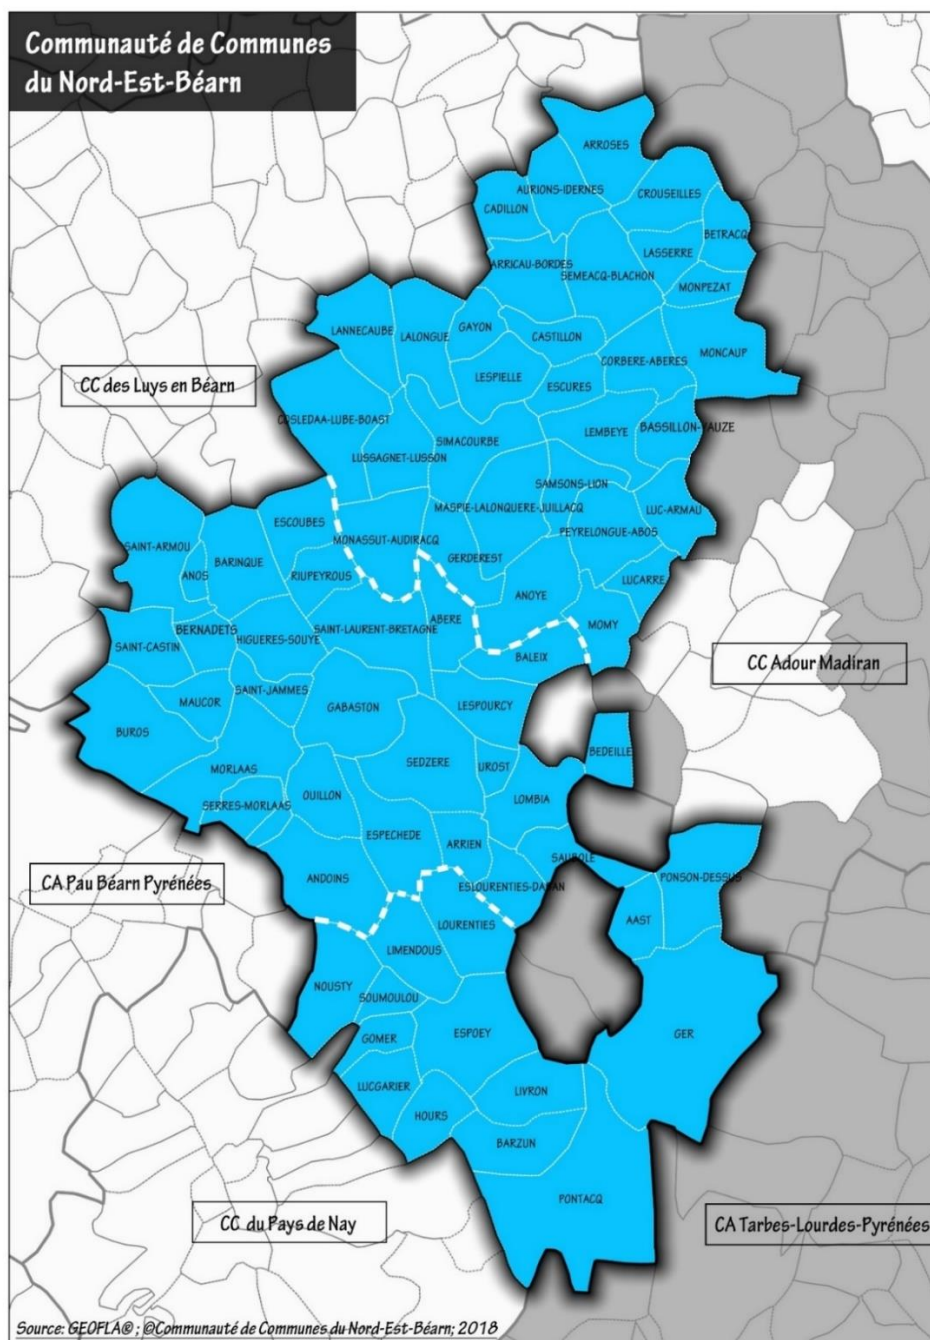 Communauté de Communes
du Nord-Est-Béarn
ARROSES
AURIONS-IDERNES
CROUSEILLES
CADILLON
BETRACQ
LASSERRE
ARRICAU-BORDES
SEMEACQ-BLACHON
MONPEZAT
LANNECAUBE
GAYON
LALONGUE
CASTILLON
MONCAUP
CORBERE-ABERES
LESPIELLE
CC des Luys en Béarn
ESCURES
COSLEDAA-LUBE-BOAST
BASSILLON-VAUZE
LEMBEYE
SIMACOURBE
LUSSAGNET-LUSSON
SAMSONS-LION
MASPIE-LALONQUERE-JUILLACQ
LUC-ARMAU
ESCOUBES
PEYRELONGUE-ABOS
MONASSUT-AUDIRACQ
SAINT-ARMOU
GERDEREST
BARINQUE
ANOS
RIUPEYROUS
LUCARRE
ANOYE
ABERE
MOMY
BERNADETS
SAINT-LAURENT-BRETAGNE
HIGUERES-SOUYE
SAINT-CASTIN
BALEIX
CC Adour Madiran
SAINT-JAMMES
MAUCOR
GABASTON
LESPOURCY
BUROS
BEDEILLE
SEDZERE
UROST
MORLAAS
OUILLON
LOMBIA
SERRES-MORLAAS
ESPECHEDE
ARRIEN
SAUBOLE
CA Pau Béarn Pyrénées
ANDOINS
PONSON-DESSUS
ESLOURENTIES-DABAN
AAST
LOURENTIES
LIMENDOUS
NOUSTY
SOUMOULOU
ESPOEY
GER
GOMER
LUCGARIER
LIVRON
HOURS
BARZUN
PONTACQ
CC du Pays de Nay
CA Tarbes-Lourdes-Pyrénées
Source: GEOFLA® ; ©Communauté de Communes du Nord-Est-Béarn; 2018